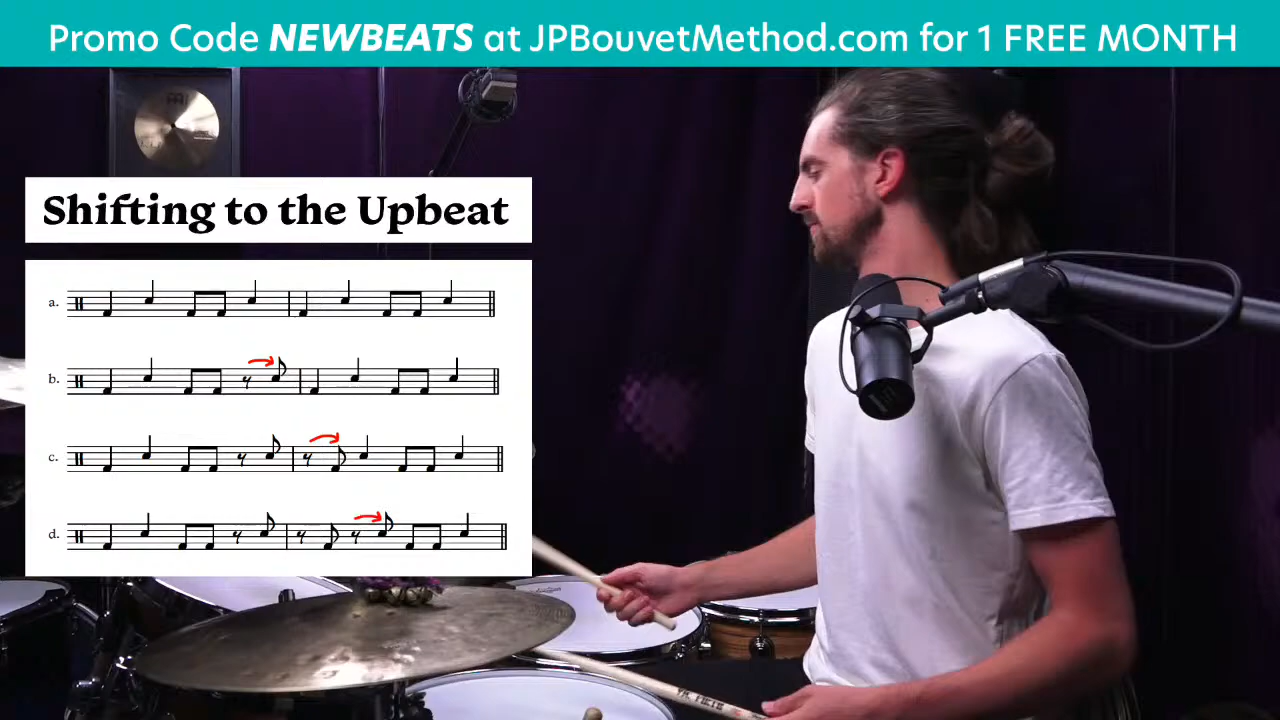 Promo Code NEWBEATS at JPBouvetMethod.com for 1 FREE MONTH
Shifting to the Upbeat
a.
b.
c.
d.